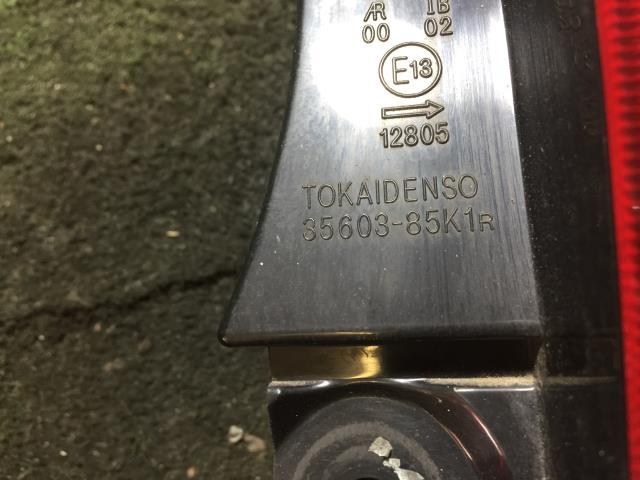 AR IB
00 02
E13
12805
TOKAIDENSO
35603-85K1R